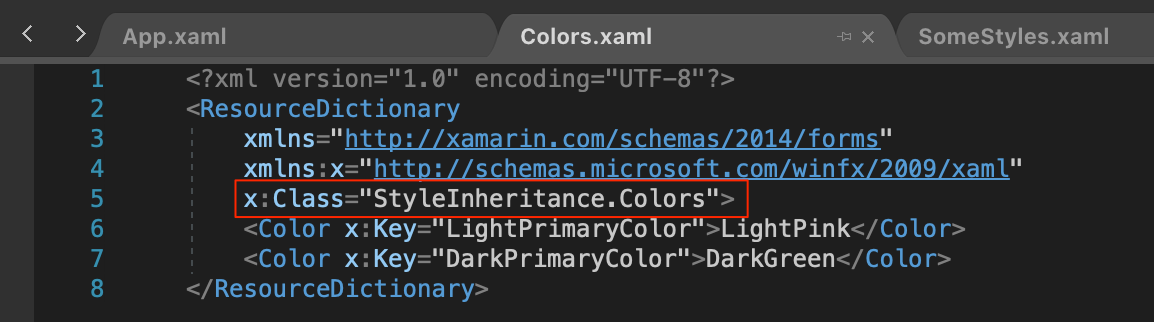 App.xaml Colors.xaml SomeStyles.xaml
1 <?xml version="1.0" encoding="UTF-8"?>
2 <ResourceDictionary
3 xmlns="http://xamarin.com/schemas/2014/forms"
4 xmlns:x="http://schemas.microsoft.com/winfx/2009/xaml"
5 x:Class="StyleInheritance.Colors">
6 <Color x:Key="LightPrimaryColor">LightPink</Color>
7 <Color x:Key="DarkPrimaryColor">DarkGreen</Color>
8 </ResourceDictionary>